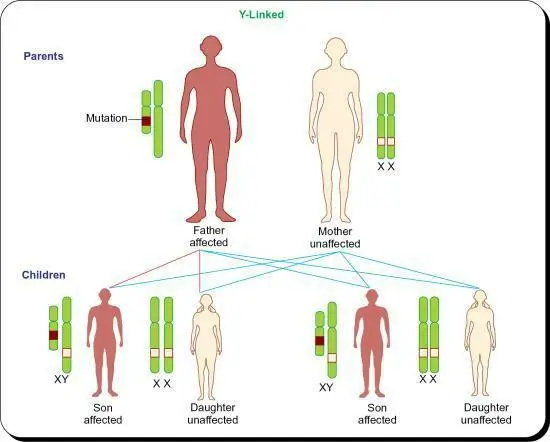 Y-Linked
Parents
Mutation
X X
Father
affected
Mother
unaffected
Children
XY
X X
XY
X X
Son
affected
Daughter
unaffected
Son
affected
Daughter
unaffected